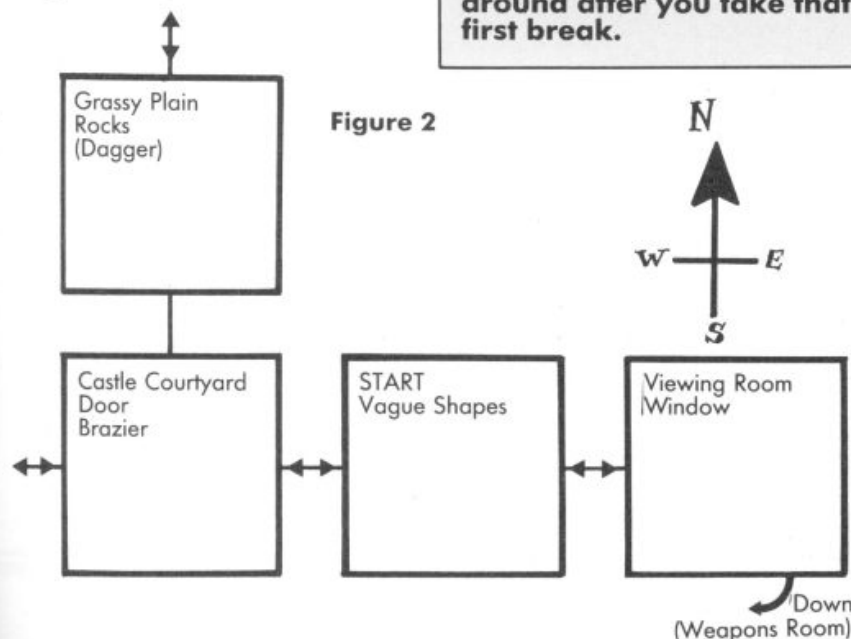 around after you take that
first break.
Grassy Plain
Rocks
(Dagger)
Figure 2
N
W
E
S
Castle Courtyard
Door
Brazier
START
Vague Shapes
Viewing Room
Window
Down
(Weapons Room)